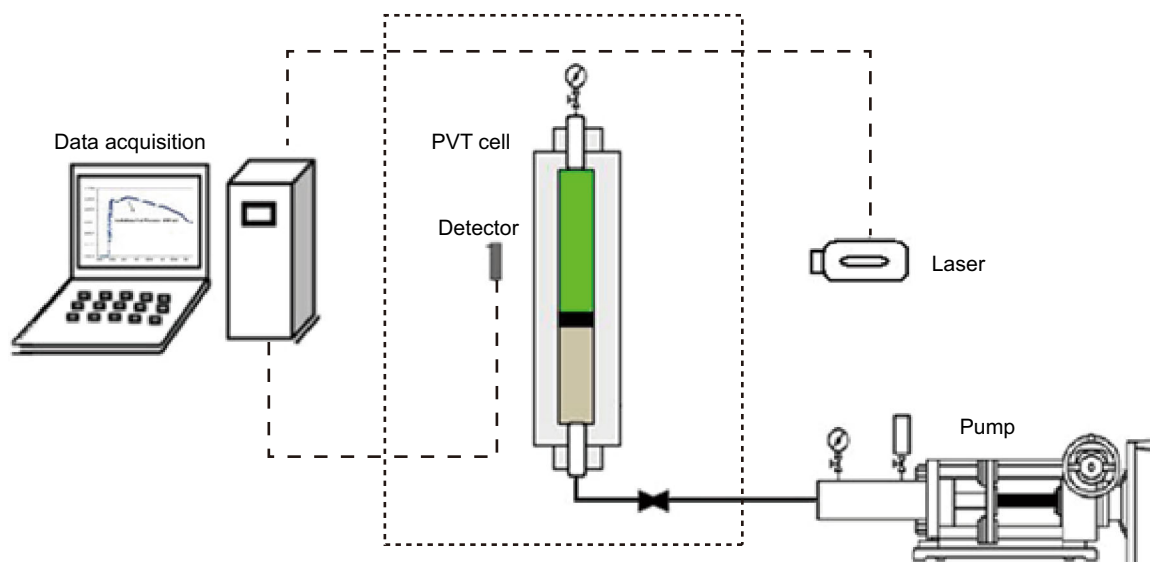 Data acquisition
PVT cell
Detector
Laser
Pump